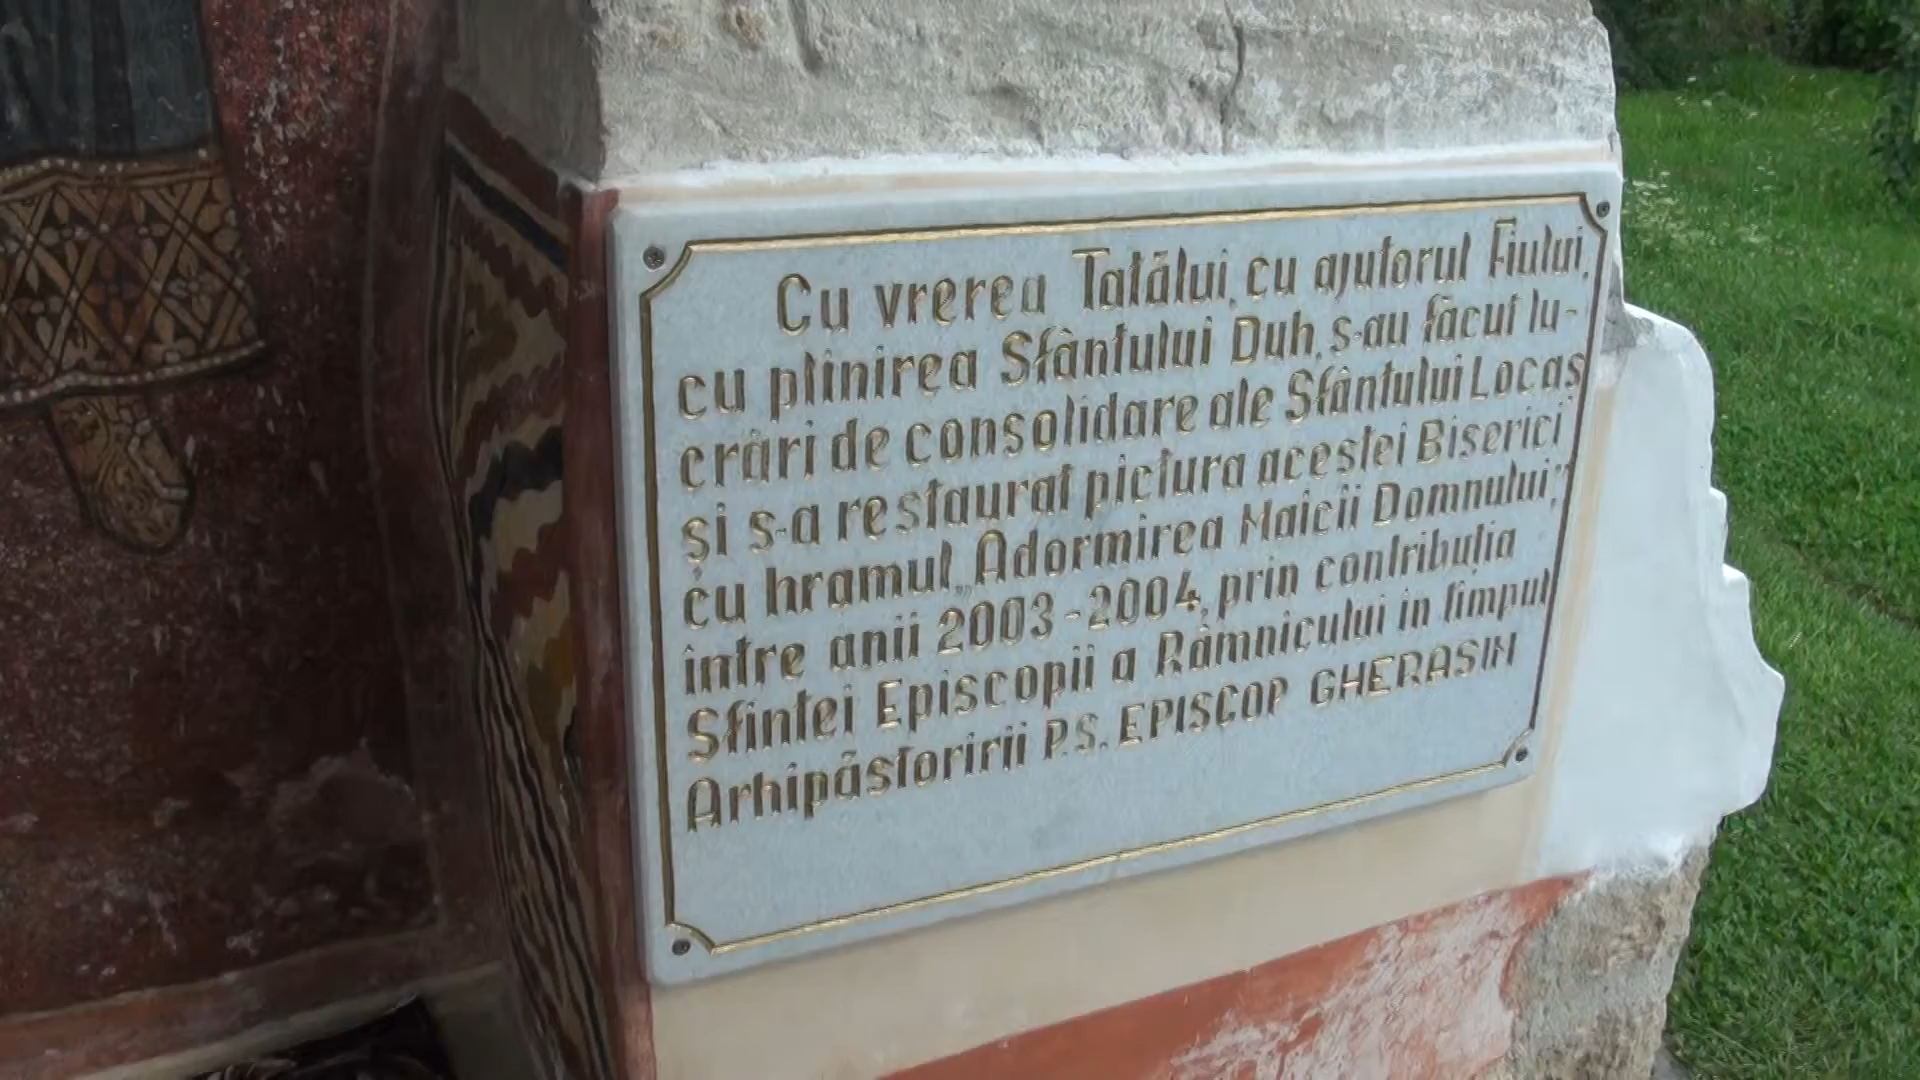 Cu vrerea Tatălui, cu ajutorul Fiului,
cu plinirea Sfântului Duh, s-au făcut lu-
crări de consolidare ale Sfântului Locaș
și s-a restaurat pictura acestei Biserici
cu hramul „Adormirea Maicii Domnului”,
între anii 2003-2004, prin contribuția
Sfintei Episcopii a Râmnicului în timpul
Arhipăstoririi P.S. EPISCOP GHERASIM